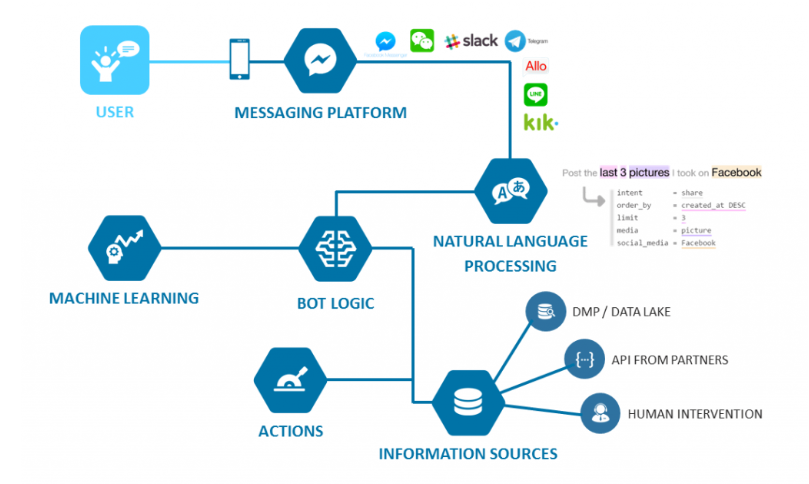 USER
MESSAGING PLATFORM
slack
Telegram
Allo
LINE
kik
Post the last 3 pictures I took on Facebook
intent = share
order_by = created_at DESC
limit = 3
media = picture
social_media = Facebook
A あ
NATURAL LANGUAGE
PROCESSING
MACHINE LEARNING
BOT LOGIC
DMP / DATA LAKE
{...}
API FROM PARTNERS
HUMAN INTERVENTION
ACTIONS
INFORMATION SOURCES